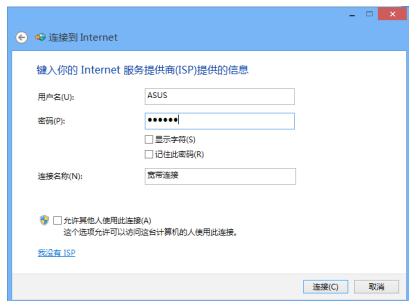 连接到 Internet
键入你的 Internet 服务提供商(ISP)提供的信息
用户名(U):
ASUS
密码(P):
●●●●●●
显示字符(S)
记住此密码(R)
连接名称(N):
宽带连接
允许其他人使用此连接(A)
这个选项允许可以访问这台计算机的人使用此连接。
我没有 ISP
连接(C)
取消